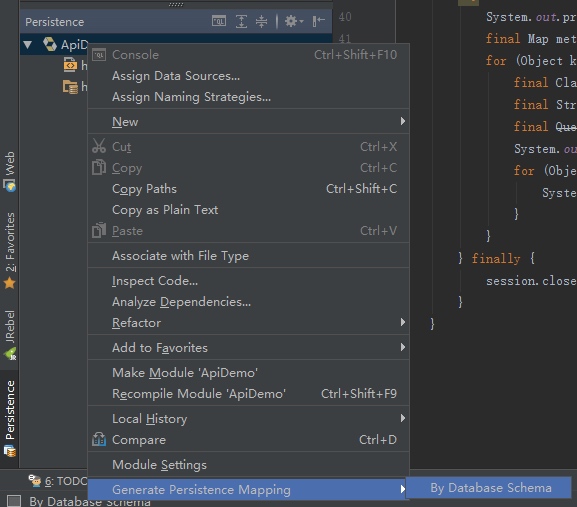 Persistence
40
41
ApiD
h
h
Console Ctrl+Shift+F10
Assign Data Sources...
Assign Naming Strategies...
New
Cut Ctrl+X
Copy Ctrl+C
Copy Paths Ctrl+Shift+C
Copy as Plain Text
Paste Ctrl+V
Associate with File Type
Inspect Code...
Analyze Dependencies...
Refactor
Add to Favorites
Make Module 'ApiDemo'
Recompile Module 'ApiDemo' Ctrl+Shift+F9
Local History
Compare Ctrl+D
Module Settings
Generate Persistence Mapping
By Database Schema
System.out.pr
final Map met
for (Object k
final Cla
final Str
final Que
System.ou
for (Obje
Syste
}
}
} finally {
session.close
}
}
Web
2: Favorites
JRebel
Persistence
6: TODO
By Database Schema